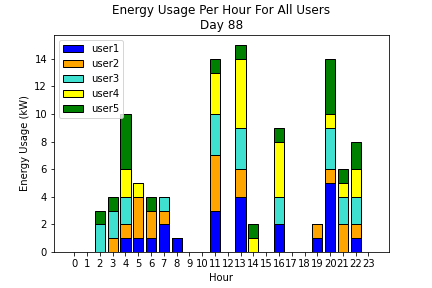 Energy Usage Per Hour For All Users
Day 88
user1
user2
user3
user4
user5
Energy Usage (kW)
14
12
10
8
6
4
2
0
0 1 2 3 4 5 6 7 8 9 10 11 12 13 14 15 16 17 18 19 20 21 22 23
Hour